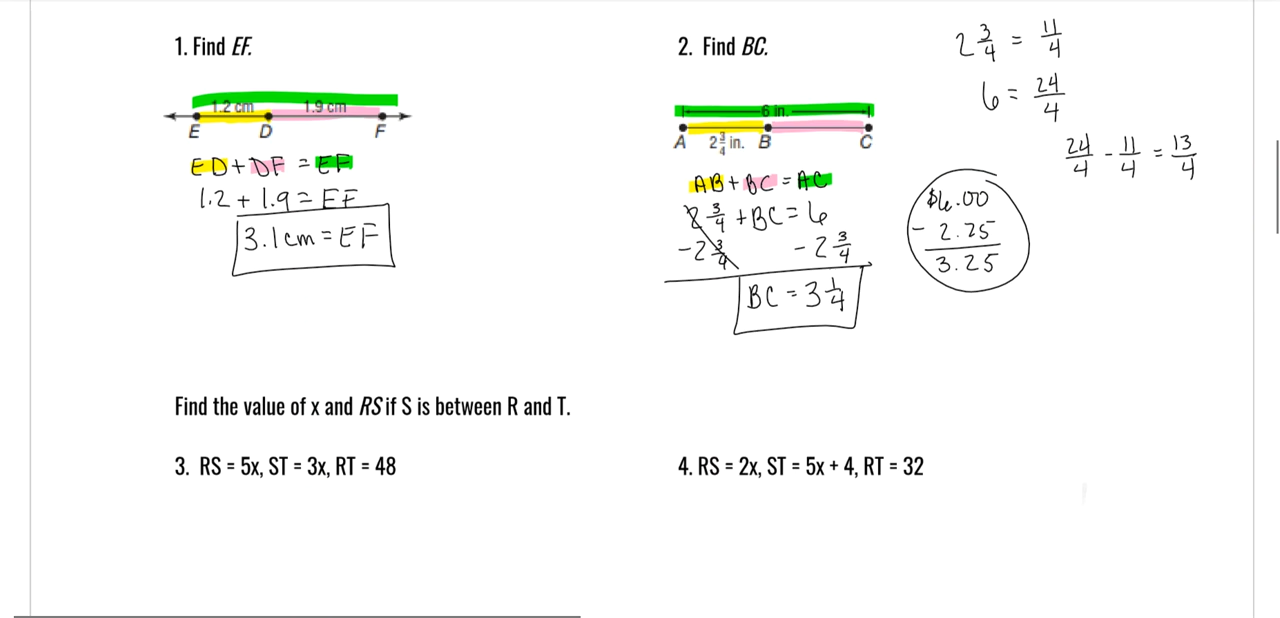 1. Find EF.
1.2 cm 1.9 cm
E D F
ED + DF = EF
1.2 + 1.9 = EF
3.1 cm = EF
2. Find BC.
6 in.
A 2 3/4 in. B C
AB + BC = AC
2 3/4 + BC = 6
-2 3/4 -2 3/4
BC = 3 1/4
2 3/4 = 11/4
6 = 24/4
24/4 - 11/4 = 13/4
$6.00
- 2.25
3.25
Find the value of x and RS if S is between R and T.
3. RS = 5x, ST = 3x, RT = 48
4. RS = 2x, ST = 5x + 4, RT = 32